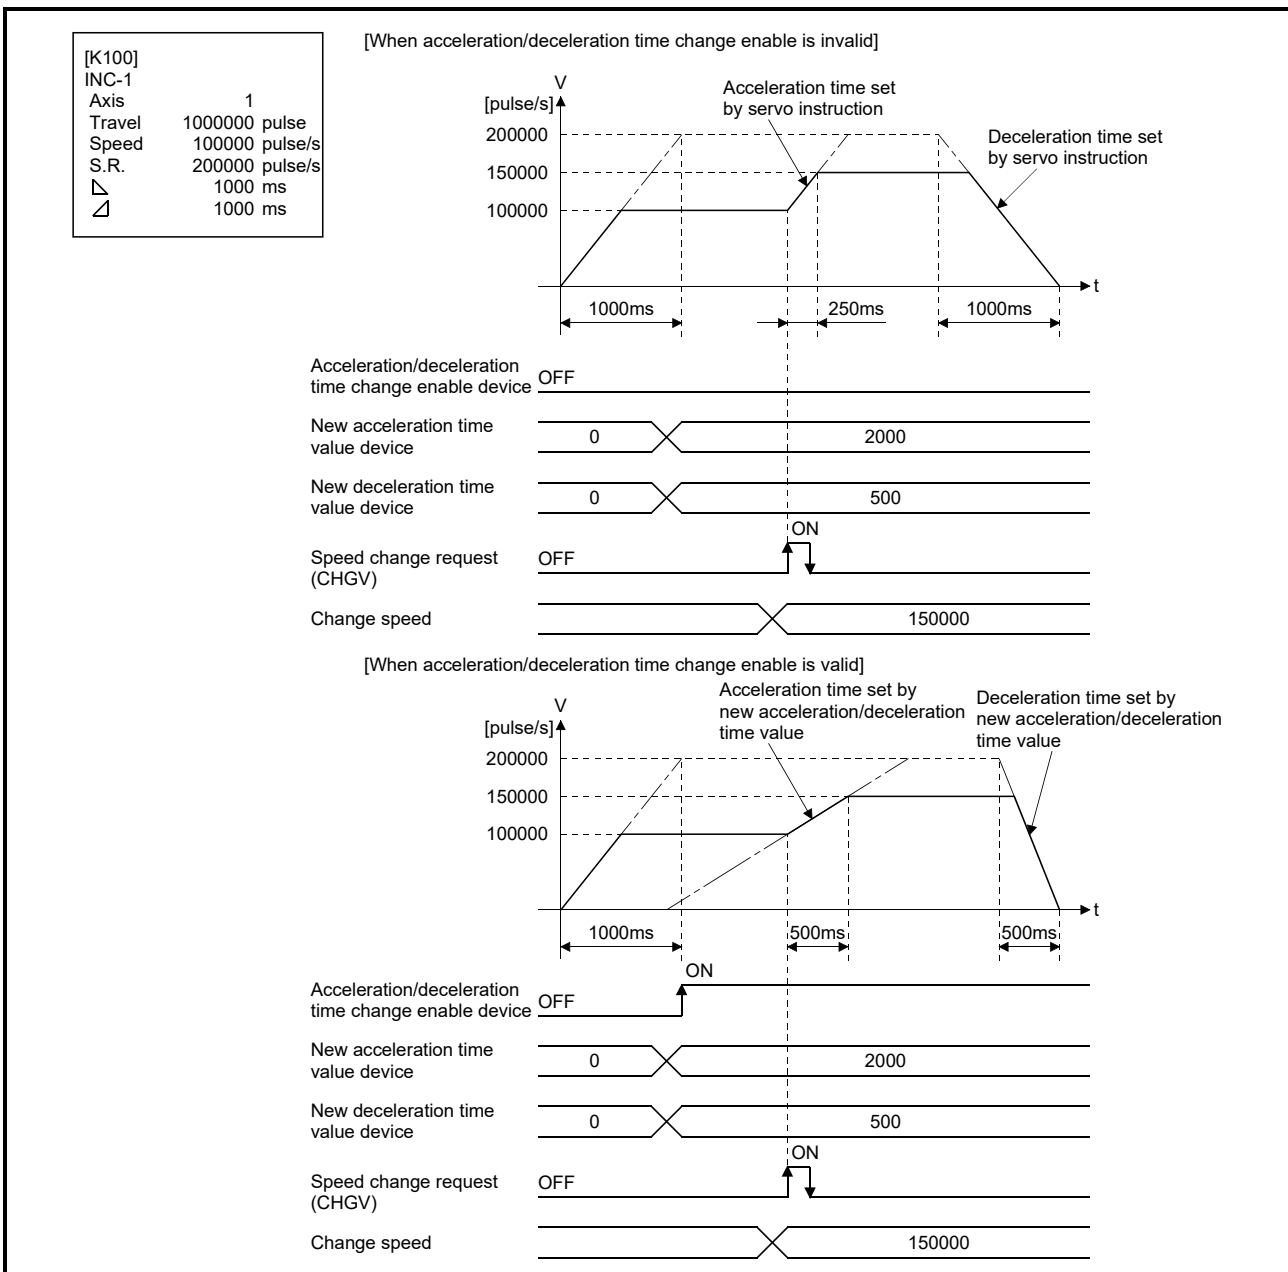 [K100]
INC-1
Axis 1
Travel 1000000 pulse
Speed 100000 pulse/s
S.R. 200000 pulse/s
1000 ms
1000 ms
[When acceleration/deceleration time change enable is invalid]
V
[pulse/s]
Acceleration time set
by servo instruction
Deceleration time set
by servo instruction
200000
150000
100000
t
1000ms 250ms 1000ms
Acceleration/deceleration
time change enable device OFF
New acceleration time
value device
0 2000
New deceleration time
value device
0 500
ON
Speed change request
(CHGV)
OFF
Change speed 150000
[When acceleration/deceleration time change enable is valid]
V
[pulse/s]
Acceleration time set by
new acceleration/deceleration
time value
Deceleration time set by
new acceleration/deceleration
time value
200000
150000
100000
t
1000ms 500ms 500ms
ON
Acceleration/deceleration
time change enable device OFF
New acceleration time
value device
0 2000
New deceleration time
value device
0 500
ON
Speed change request
(CHGV)
OFF
Change speed 150000